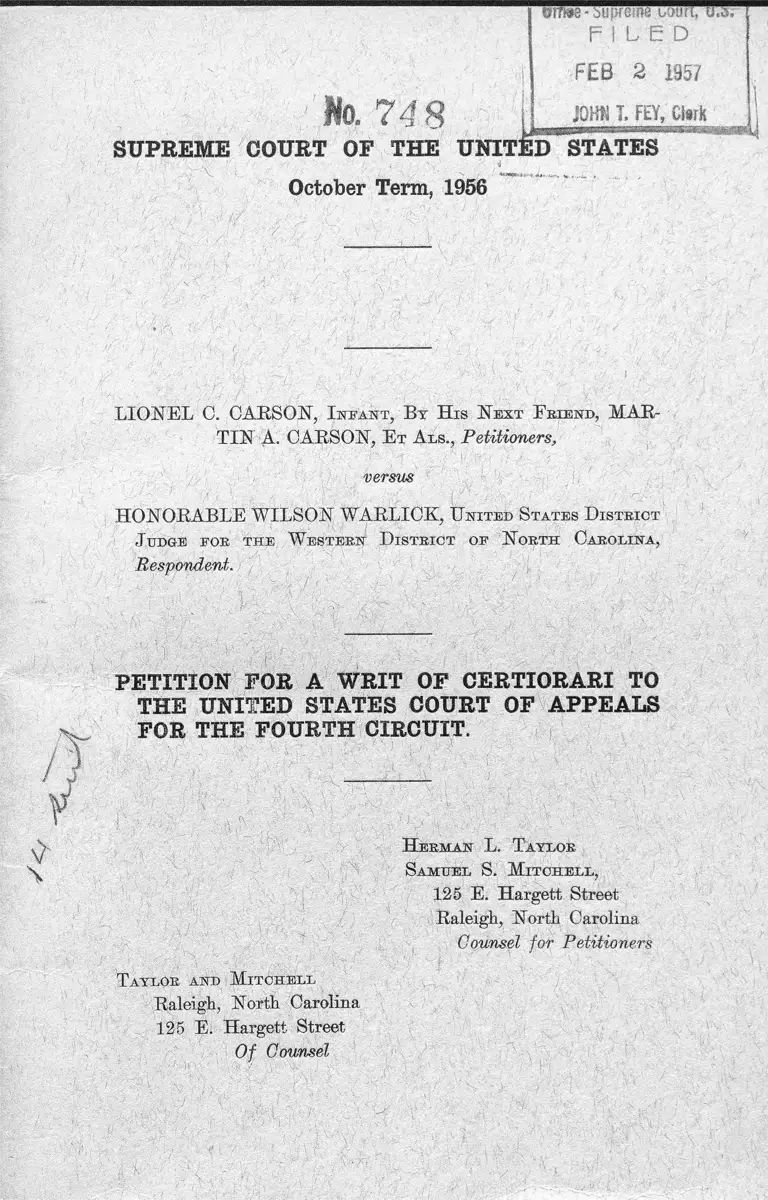 Office - Supreme Court, U.S.
FILED
FEB 2 1957
JOHN T. FEY, Clerk
No. 748
SUPREME COURT OF THE UNITED STATES
October Term, 1956
LIONEL C. CARSON, INFANT, BY HIS NEXT FRIEND, MAR-
TIN A. CARSON, ET ALS., Petitioners,
versus
HONORABLE WILSON WARLICK, UNITED STATES DISTRICT
JUDGE FOR THE WESTERN DISTRICT OF NORTH CAROLINA,
Respondent.
PETITION FOR A WRIT OF CERTIORARI TO
THE UNITED STATES COURT OF APPEALS
FOR THE FOURTH CIRCUIT.
14
HERMAN L. TAYLOR
SAMUEL S. MITCHELL,
125 E. Hargett Street
Raleigh, North Carolina
Counsel for Petitioners
TAYLOR AND MITCHELL
Raleigh, North Carolina
125 E. Hargett Street
Of Counsel